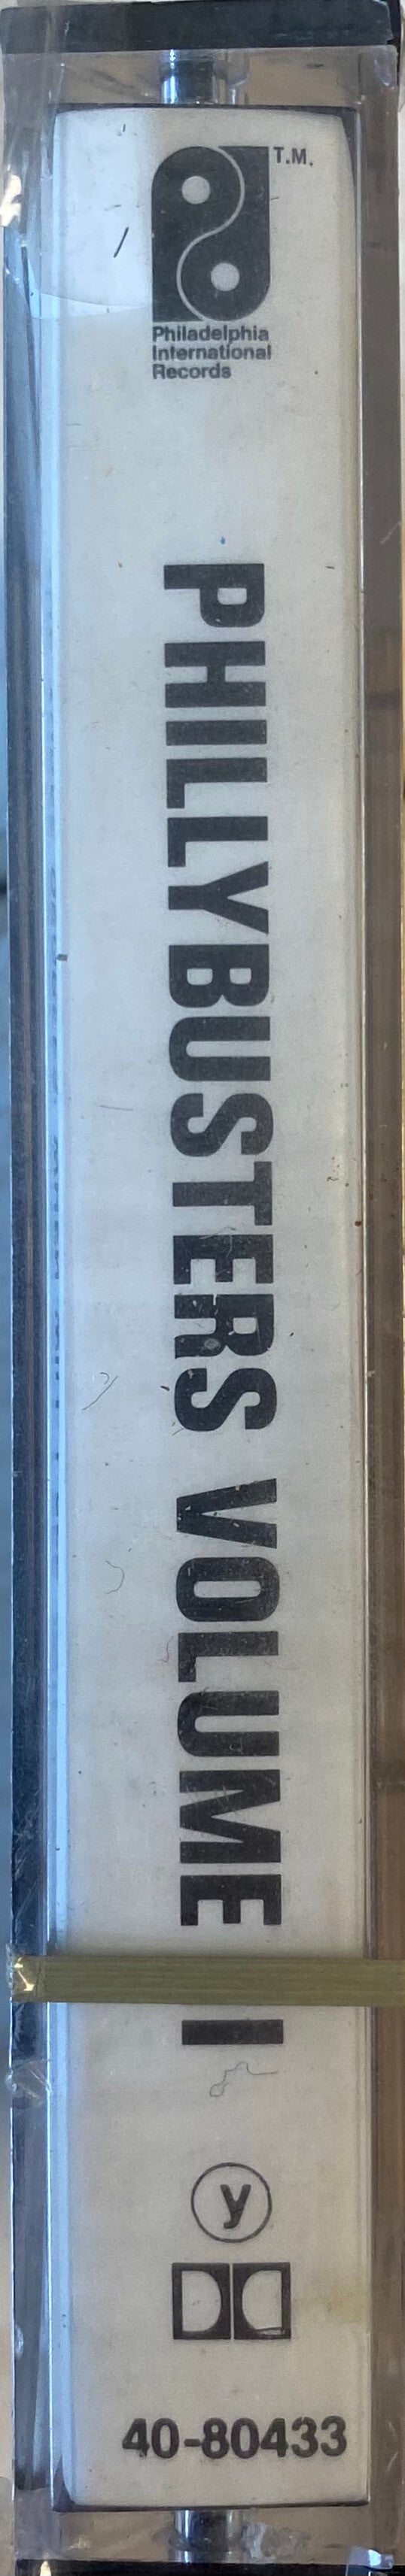 T.M.
Philadelphia
International
Records
PHILLYBUSTERS VOLUME I
y
40-80433